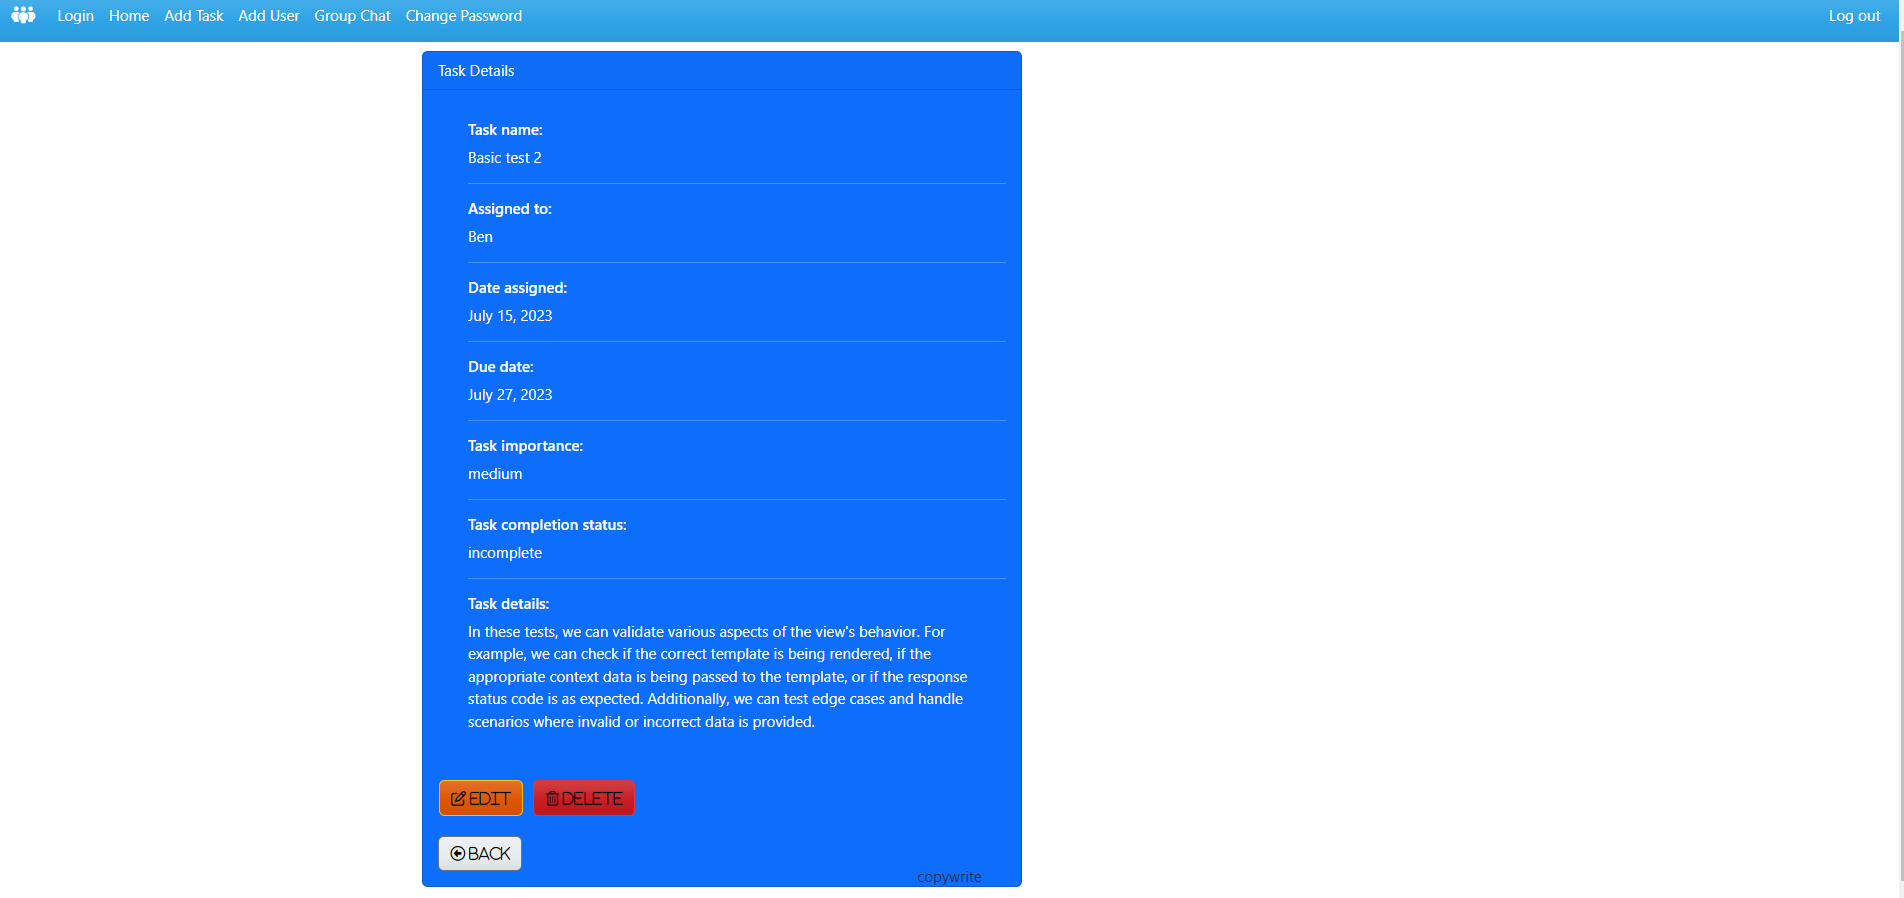 Login Home Add Task Add User Group Chat Change Password Log out
Task Details
Task name:
Basic test 2
Assigned to:
Ben
Date assigned:
July 15, 2023
Due date:
July 27, 2023
Task importance:
medium
Task completion status:
incomplete
Task details:
In these tests, we can validate various aspects of the view's behavior. For
example, we can check if the correct template is being rendered, if the
appropriate context data is being passed to the template, or if the response
status code is as expected. Additionally, we can test edge cases and handle
scenarios where invalid or incorrect data is provided.
EDIT DELETE
BACK
copywrite